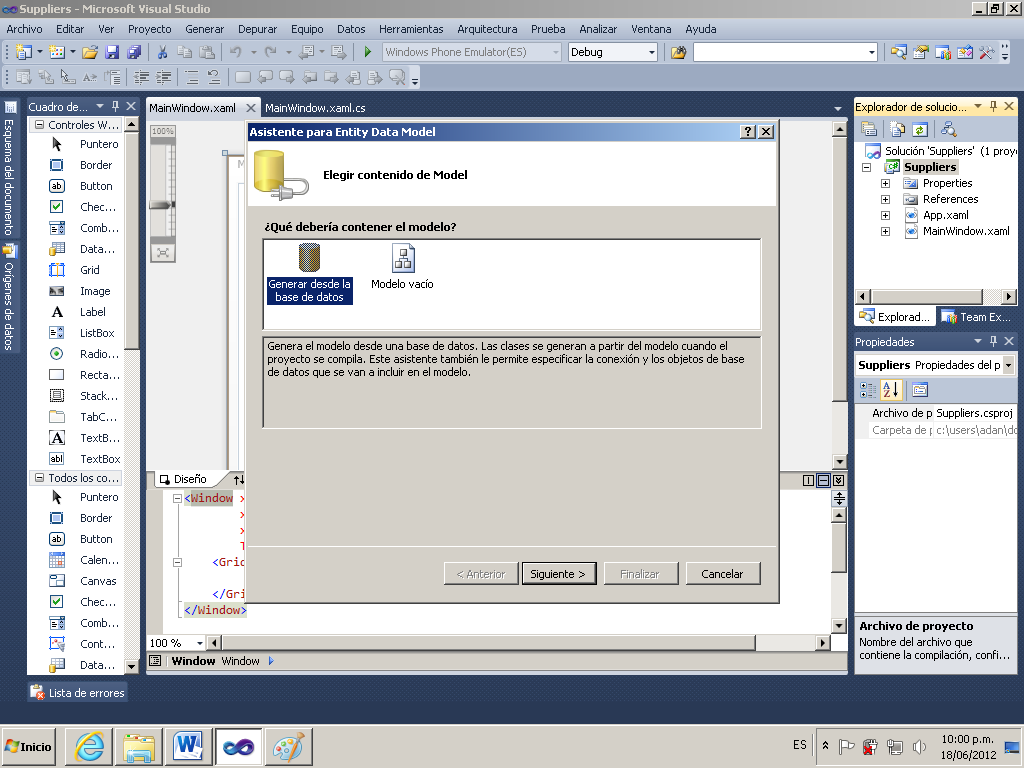 Suppliers - Microsoft Visual Studio
Archivo Editar Ver Proyecto Generar Depurar Equipo Datos Herramientas Arquitectura Prueba Analizar Ventana Ayuda
Windows Phone Emulator(ES) Debug
Cuadro de...
MainWindow.xaml
MainWindow.xaml.cs
Esquema del documento
Orígenes de datos
Controles W...
Puntero
Border
Button
Chec...
Comb...
Data...
Grid
Image
Label
ListBox
Radio...
Recta...
Stack...
TabC...
TextB...
TextBox
Todos los co...
Puntero
Border
Button
Calen...
Canvas
Chec...
Comb...
Cont...
Data...
100%
Asistente para Entity Data Model
Elegir contenido de Model
¿Qué debería contener el modelo?
Generar desde la
base de datos
Modelo vacío
Genera el modelo desde una base de datos. Las clases se generan a partir del modelo cuando el
proyecto se compila. Este asistente también le permite especificar la conexión y los objetos de base
de datos que se van a incluir en el modelo.
< Anterior Siguiente > Finalizar Cancelar
Diseño
<Window
<Grid
</Gri
</Window>
100 %
Window Window
Explorador de solucio...
Solución 'Suppliers' (1 proye
Suppliers
Properties
References
App.xaml
MainWindow.xaml
Explorad...
Team Ex...
Propiedades
Suppliers Propiedades del p
Archivo de p Suppliers.csproj
Carpeta de p c:\users\adan\do
Archivo de proyecto
Nombre del archivo que
contiene la compilación, confi...
Lista de errores
Inicio
ES
10:00 p.m.
18/06/2012